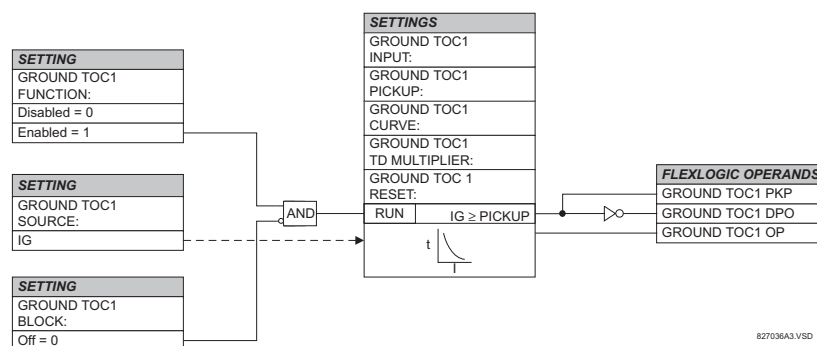 SETTING
GROUND TOC1
FUNCTION:
Disabled = 0
Enabled = 1
SETTING
GROUND TOC1
SOURCE:
IG
SETTING
GROUND TOC1
BLOCK:
Off = 0
AND
SETTINGS
GROUND TOC1
INPUT:
GROUND TOC1
PICKUP:
GROUND TOC1
CURVE:
GROUND TOC1
TD MULTIPLIER:
GROUND TOC 1
RESET:
RUN IG ≥ PICKUP
t
I
FLEXLOGIC OPERANDS
GROUND TOC1 PKP
GROUND TOC1 DPO
GROUND TOC1 OP
827036A3.VSD